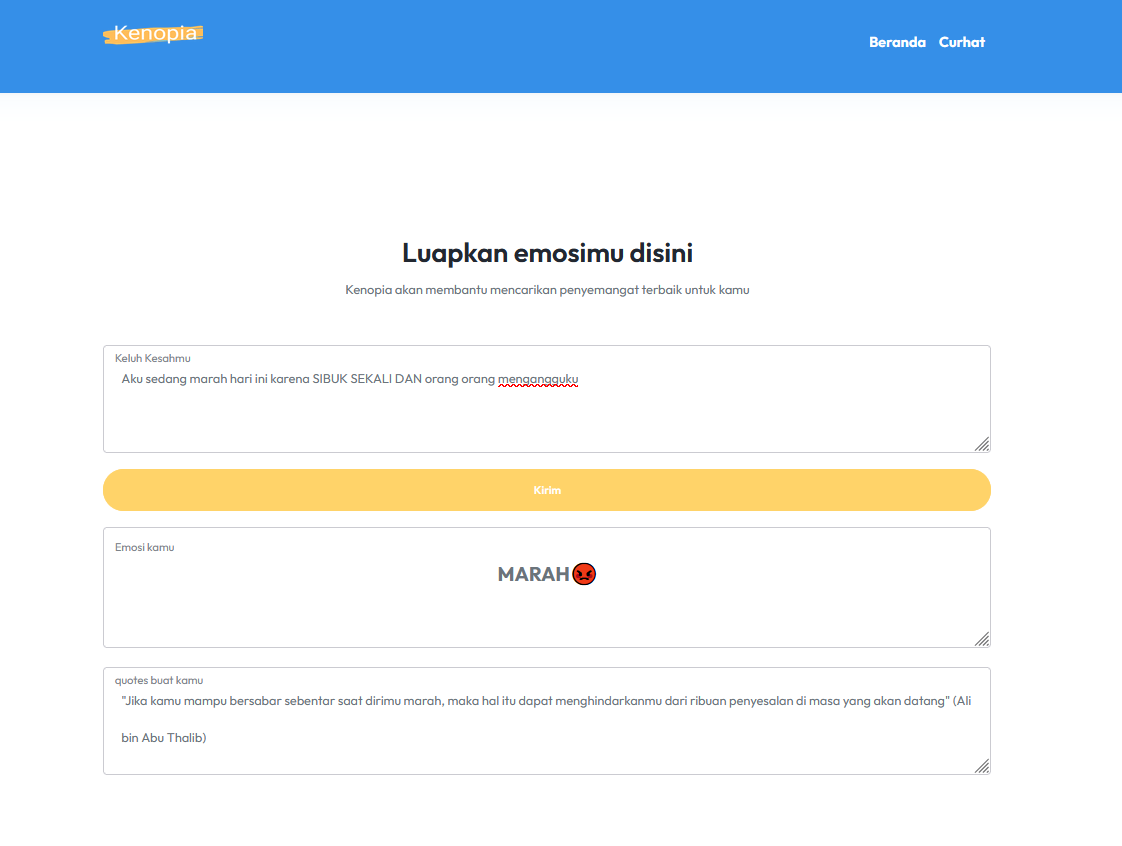 Kenopia
Beranda Curhat
Luapkan emosimu disini
Kenopia akan membantu mencarikan penyemangat terbaik untuk kamu
Keluh Kesahmu
Aku sedang marah hari ini karena SIBUK SEKALI DAN orang orang mengangguku
Kirim
Emosi kamu
MARAH😡
quotes buat kamu
"Jika kamu mampu bersabar sebentar saat dirimu marah, maka hal itu dapat menghindarkanmu dari ribuan penyesalan di masa yang akan datang" (Ali
bin Abu Thalib)